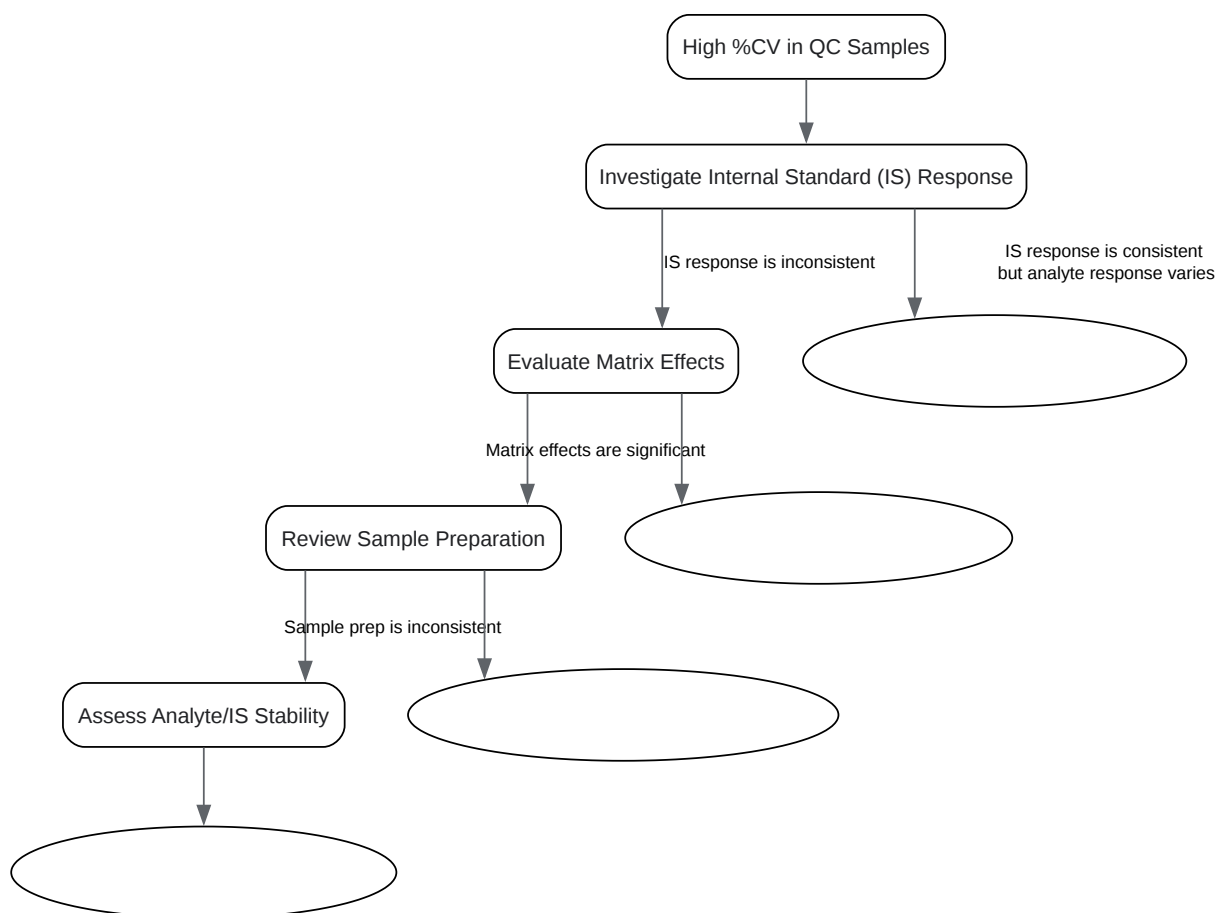 High %CV in QC Samples
Investigate Internal Standard (IS) Response
IS response is inconsistent
IS response is consistent
but analyte response varies
Evaluate Matrix Effects
Matrix effects are significant
Review Sample Preparation
Sample prep is inconsistent
Assess Analyte/IS Stability